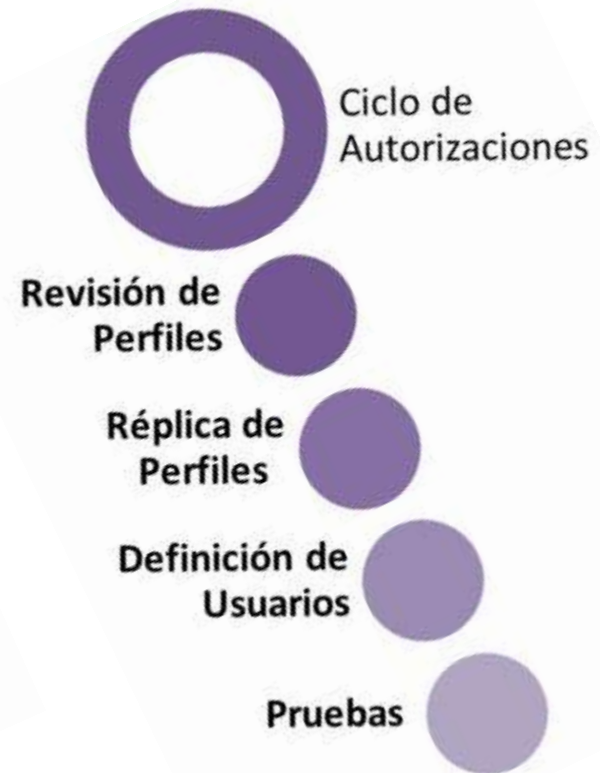 Ciclo de
Autorizaciones
Revisión de
Perfiles
Réplica de
Perfiles
Definición de
Usuarios
Pruebas